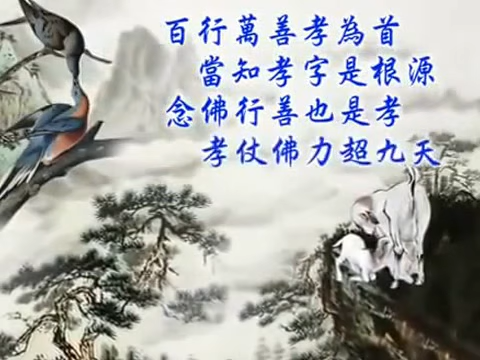 百行萬善孝為首
當知孝字是根源
念佛行善也是孝
孝仗佛力超九天